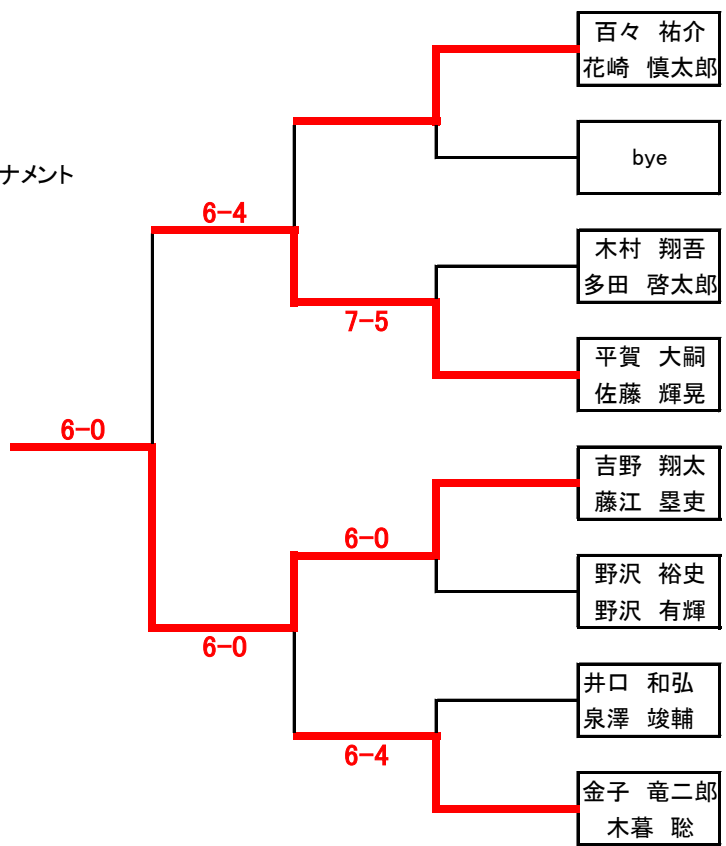 百々 祐介
花崎 慎太郎
bye
ナメント
6-4
木村 翔吾
多田 啓太郎
7-5
平賀 大嗣
佐藤 輝晃
6-0
吉野 翔太
藤江 塁吏
6-0
野沢 裕史
野沢 有輝
6-0
井口 和弘
泉澤 竣輔
6-4
金子 竜二郎
木暮 聡